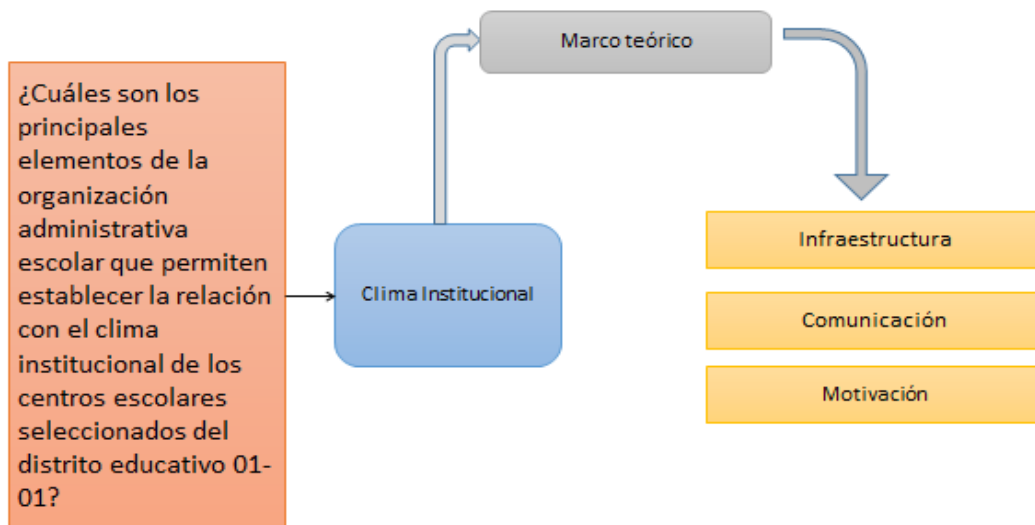 ¿Cuáles son los
principales
elementos de la
organización
administrativa
escolar que permiten
establecer la relación
con el clima
institucional de los
centros escolares
seleccionados del
distrito educativo 01-
01?
Clima Institucional
Marco teórico
Infraestructura
Comunicación
Motivación